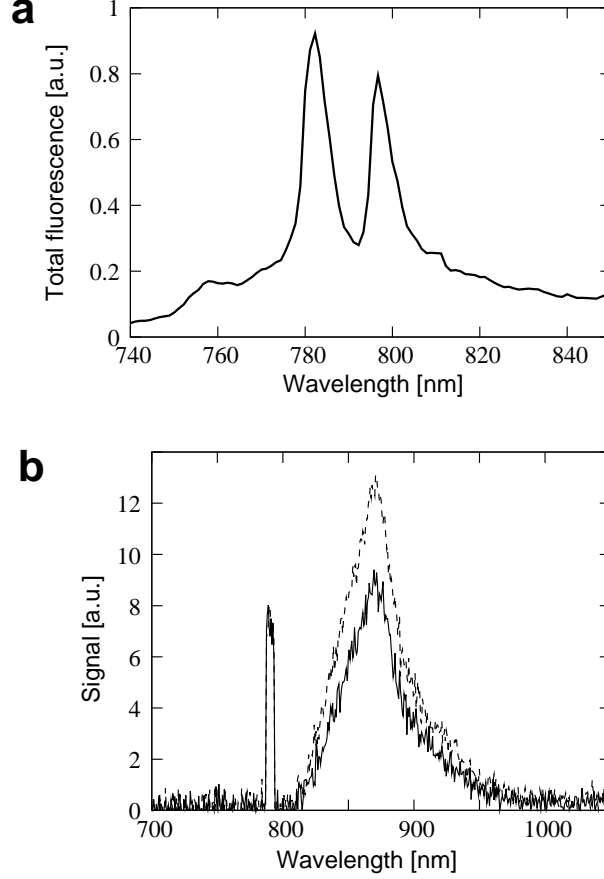 a
Total fluorescence [a.u.]
1
0.8
0.6
0.4
0.2
0
740 760 780 800 820 840
Wavelength [nm]
b
Signal [a.u.]
12
10
8
6
4
2
0
700 800 900 1000
Wavelength [nm]